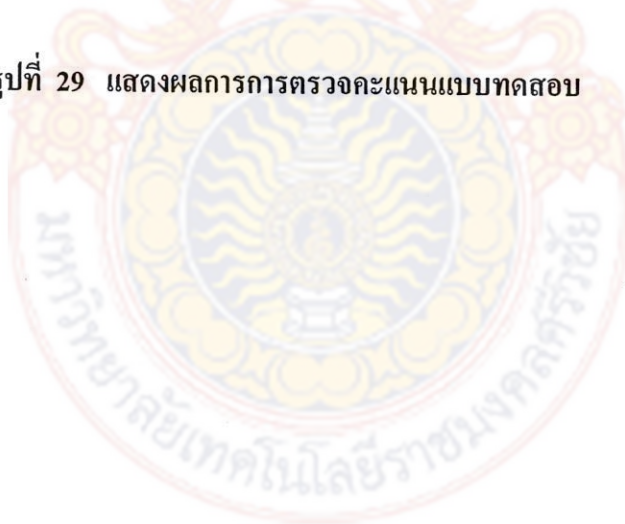 รูปที่ 29 แสดงผลการการตรวจคะแนนแบบทดสอบ
มหาวิทยาลัยเทคโนโลยีราชมงคลศรีวิชัย